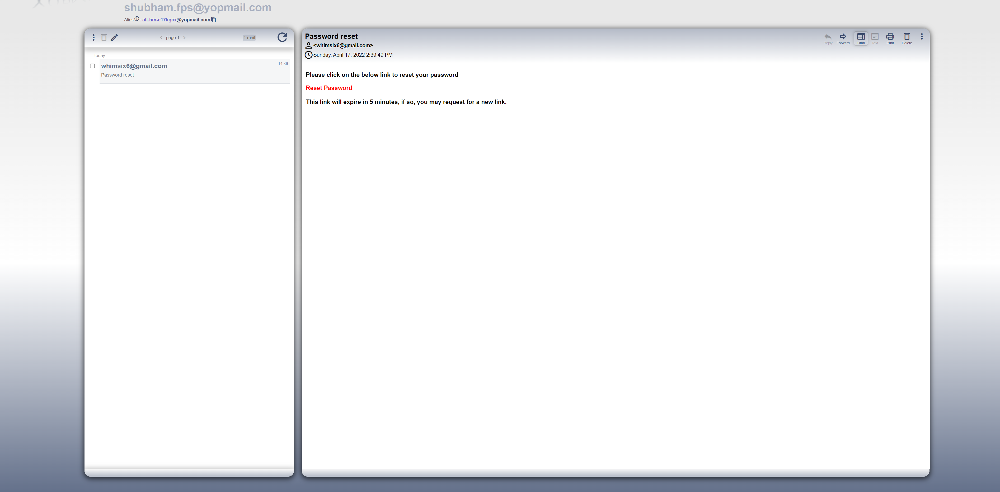 shubham.fps@yopmail.com
Alias : alt.hm-c17kgcx@yopmail.com
page 1
1 mail
today
whimsix6@gmail.com 14:39
Password reset
Password reset
<whimsix6@gmail.com>
Sunday, April 17, 2022 2:39:49 PM
Reply Forward Html Text Print Delete
Please click on the below link to reset your password
Reset Password
This link will expire in 5 minutes, if so, you may request for a new link.